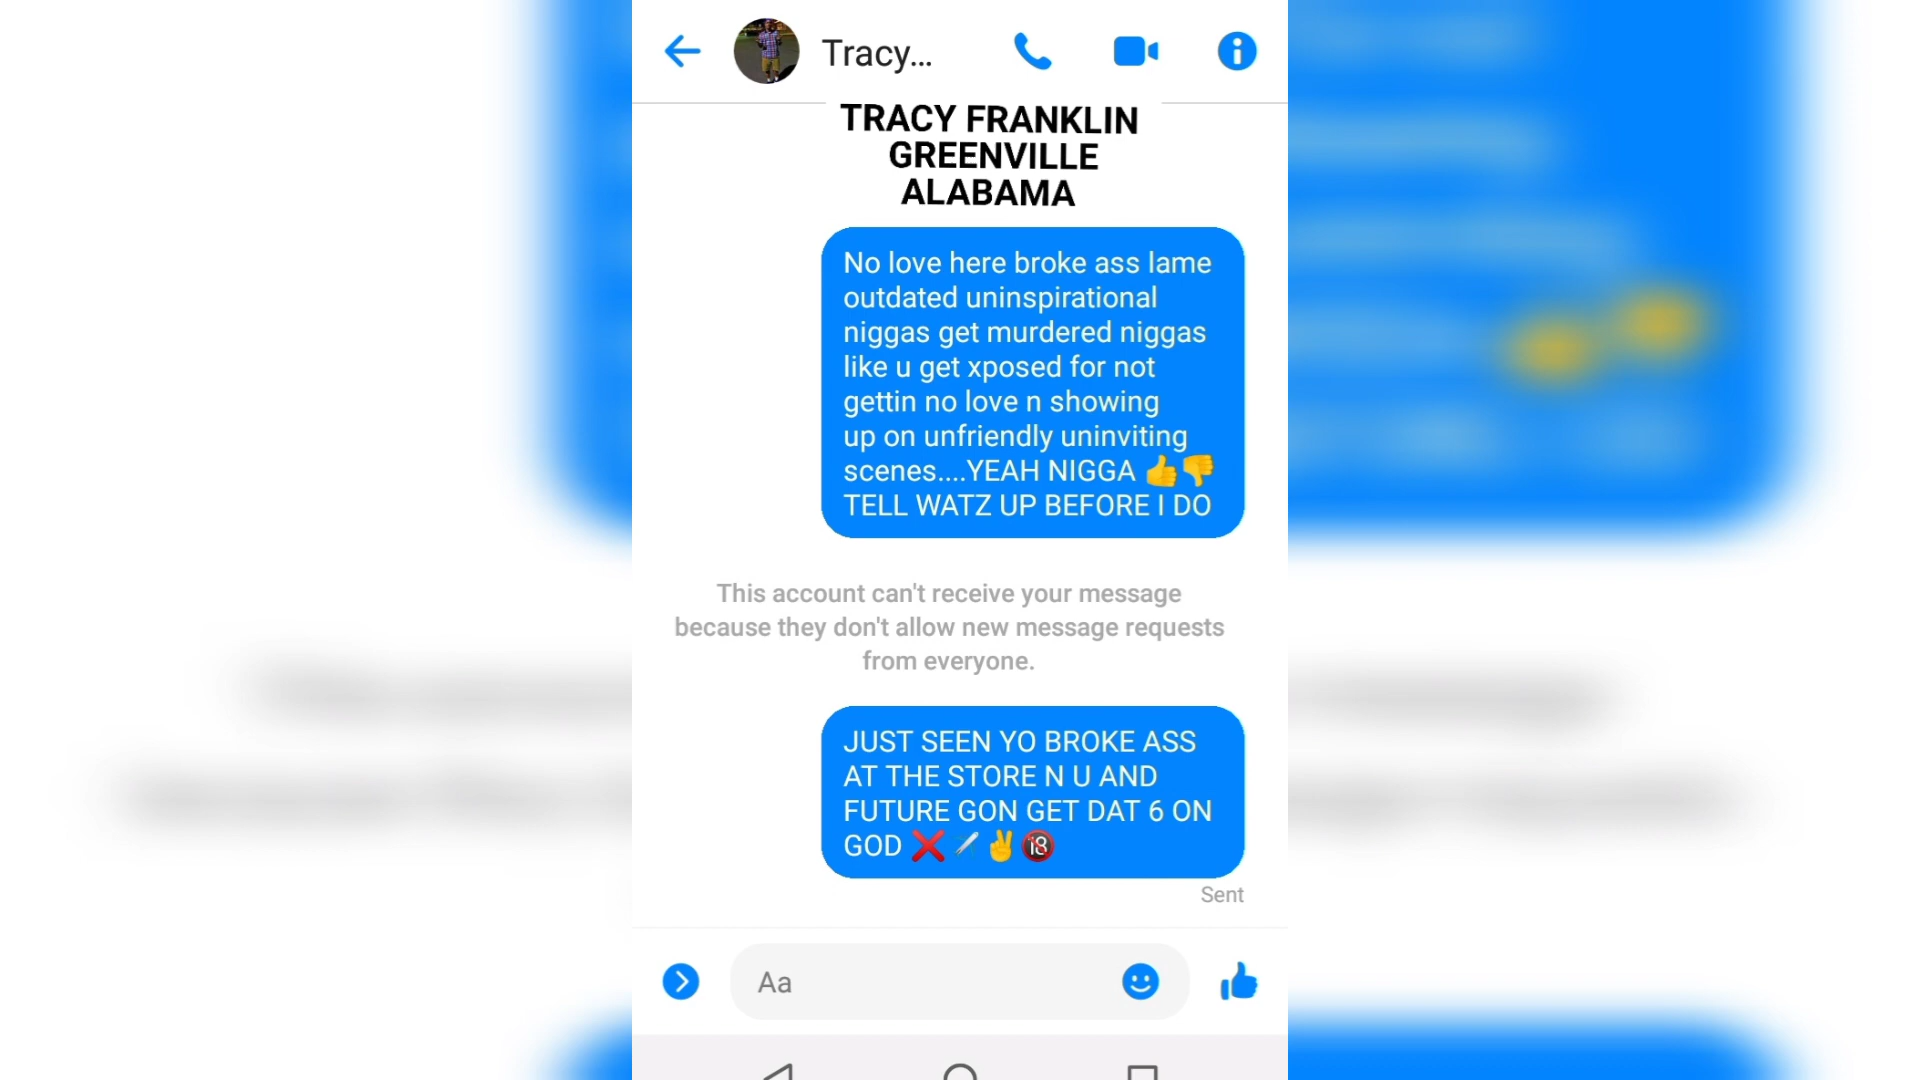 Tracy...
TRACY FRANKLIN
GREENVILLE
ALABAMA
No love here broke ass lame
outdated uninspirational
niggas get murdered niggas
like u get xposed for not
gettin no love n showing
up on unfriendly uninviting
scenes....YEAH NIGGA 👍👎
TELL WATZ UP BEFORE I DO
This account can't receive your message
because they don't allow new message requests
from everyone.
JUST SEEN YO BROKE ASS
AT THE STORE N U AND
FUTURE GON GET DAT 6 ON
GOD ❌✈️✌️🔞
Sent
Aa